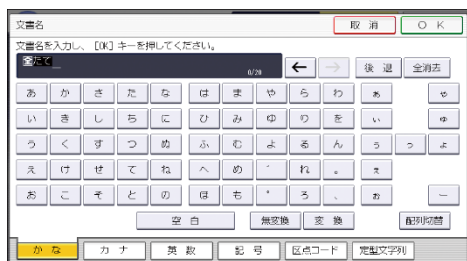 文書名 取 消 O K
文書名を入力し、[OK] キーを押してください。
全たて_
0/20 ← → 後 退 全消去
あ か さ た な は ま や ら わ ぁ ゃ
い き し ち に ひ み ゆ り を ぃ ゅ
う く す つ ぬ ふ む よ る ん ぅ っ ょ
え け せ て ね へ め ゛ れ 。 ぇ
お こ そ と の ほ も ゜ ろ 、 ぉ ー
空 白 無変換 変 換 配列切替
か な カ ナ 英 数 記 号 区点コード 定型文字列